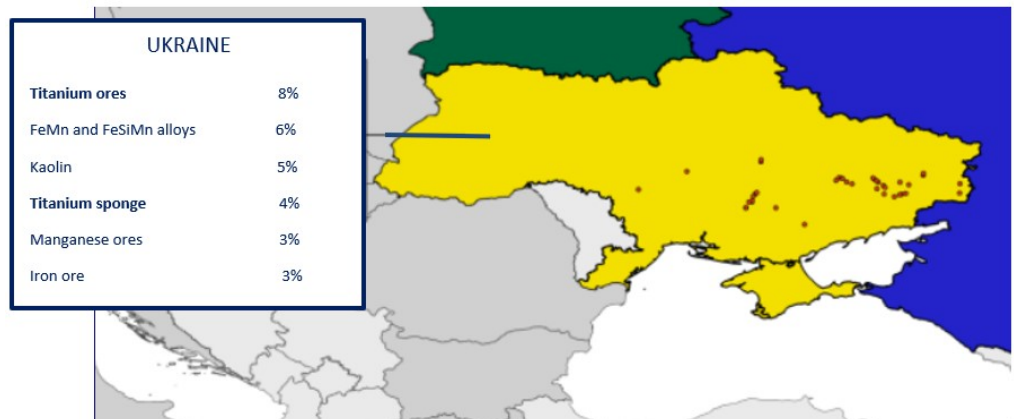 UKRAINE
Titanium ores 8%
FeMn and FeSiMn alloys 6%
Kaolin 5%
Titanium sponge 4%
Manganese ores 3%
Iron ore 3%